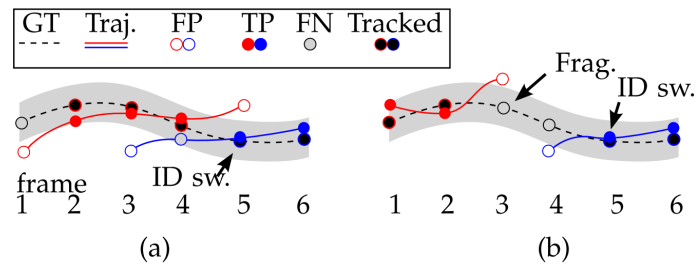 GT Traj. FP TP FN Tracked
Frag.
ID sw.
ID sw.
frame
1 2 3 4 5 6
1 2 3 4 5 6
(a) (b)